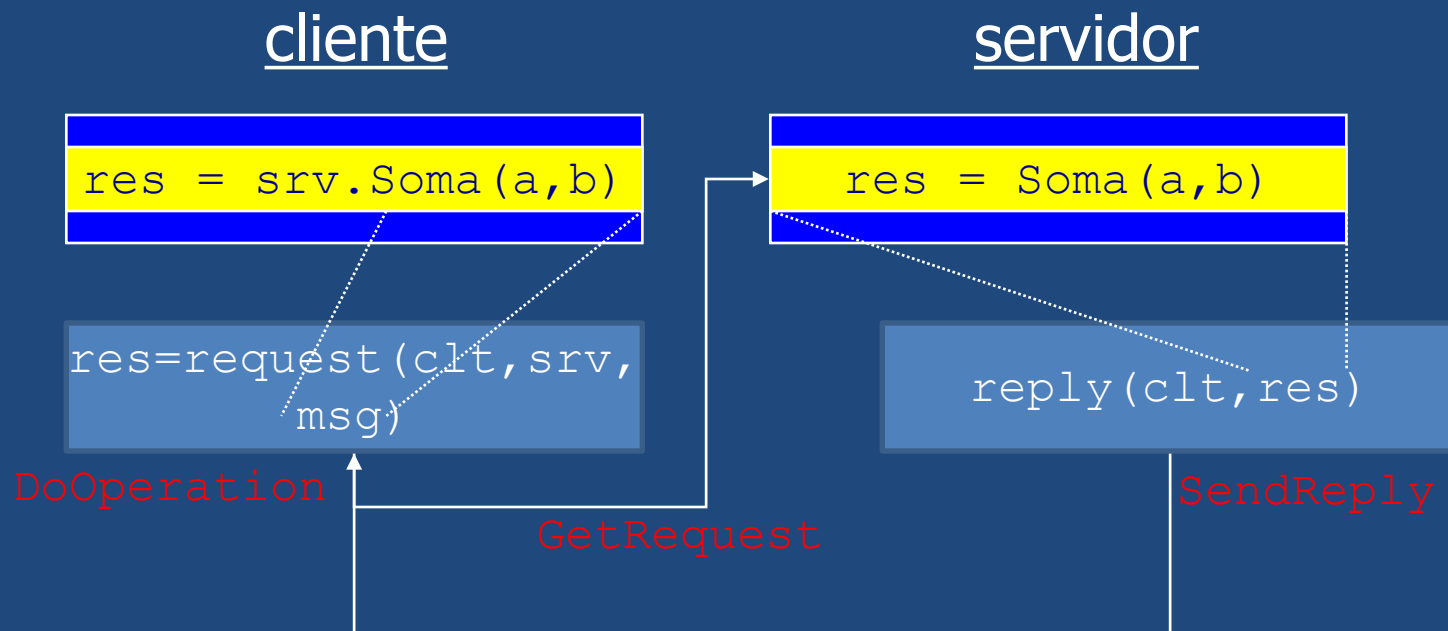 cliente
servidor
res = srv.Soma(a,b)
res = Soma(a,b)
res=request(clt,srv,
msg)
reply(clt,res)
DoOperation
GetRequest
SendReply